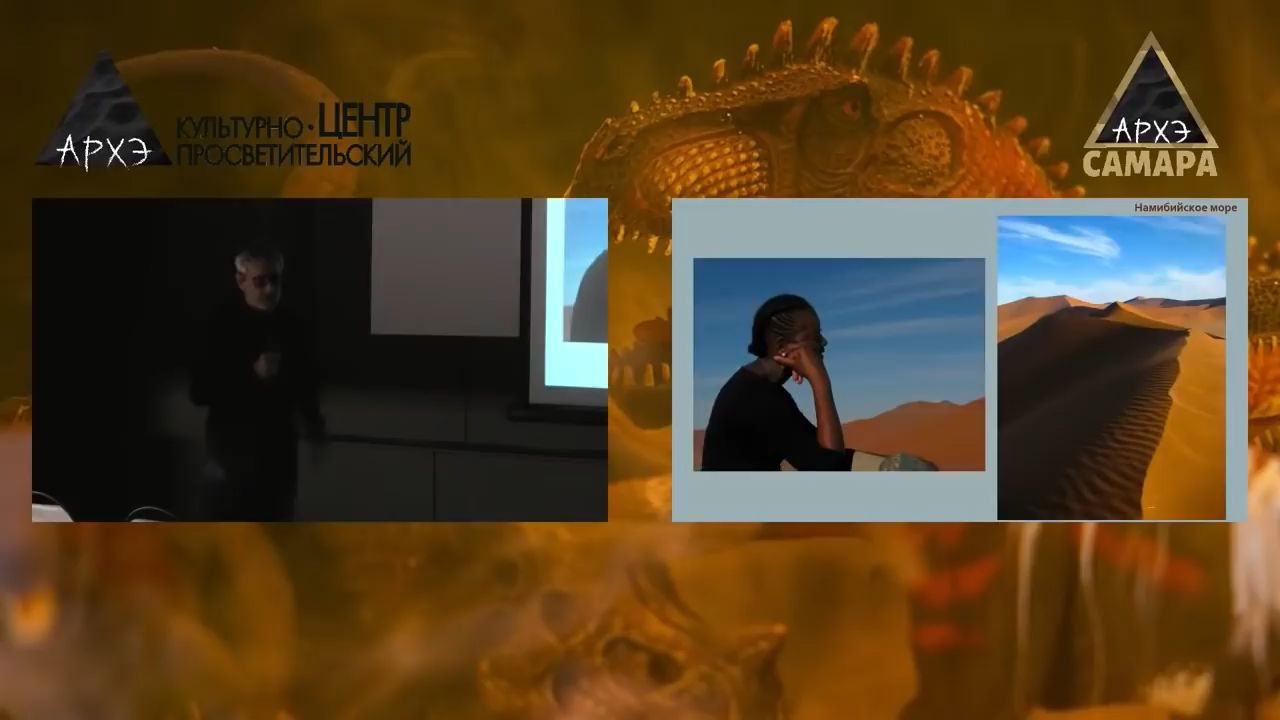 АРХЭ
КУЛЬТУРНО·ЦЕНТР
ПРОСВЕТИТЕЛЬСКИЙ
АРХЭ
САМАРА
Намибийское море